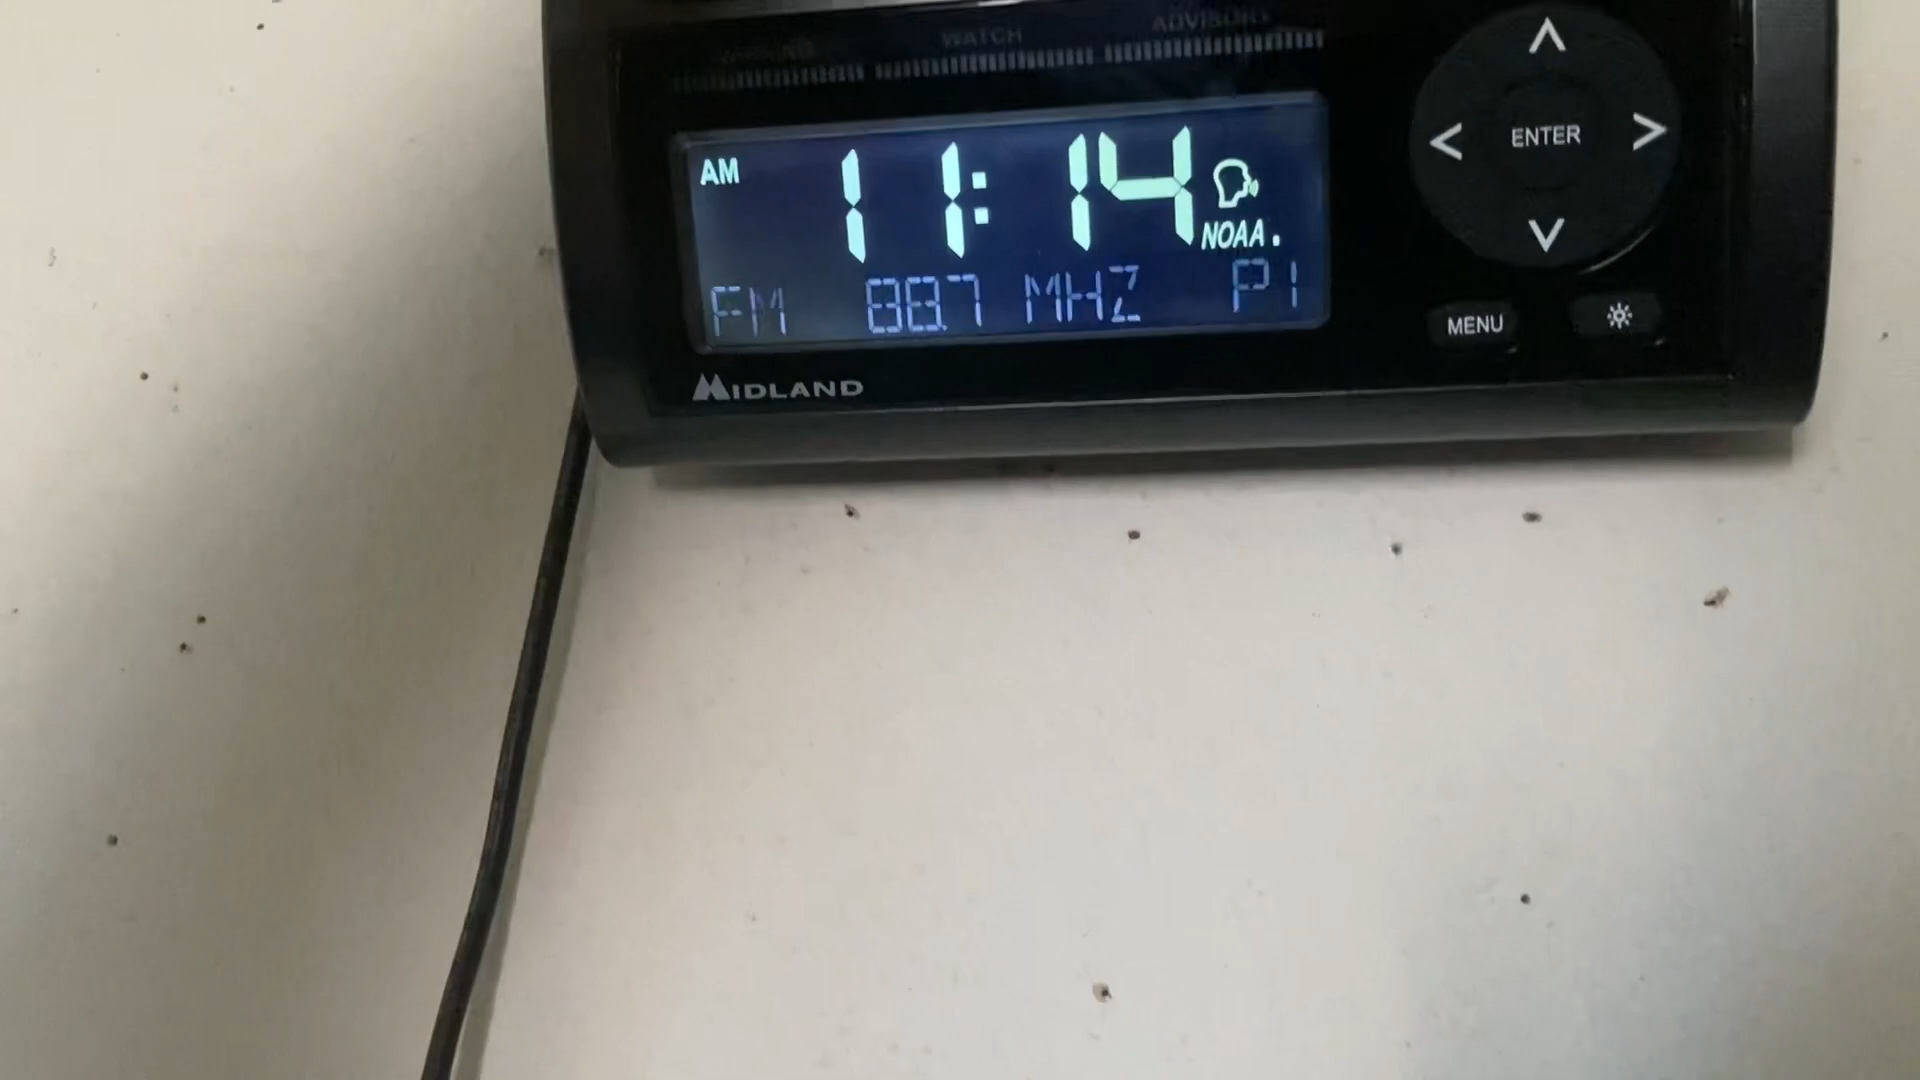 WATCH
ADVISORY
AM 11:14
NOAA.
FM 88.7 MHZ P1
MIDLAND
ENTER
MENU